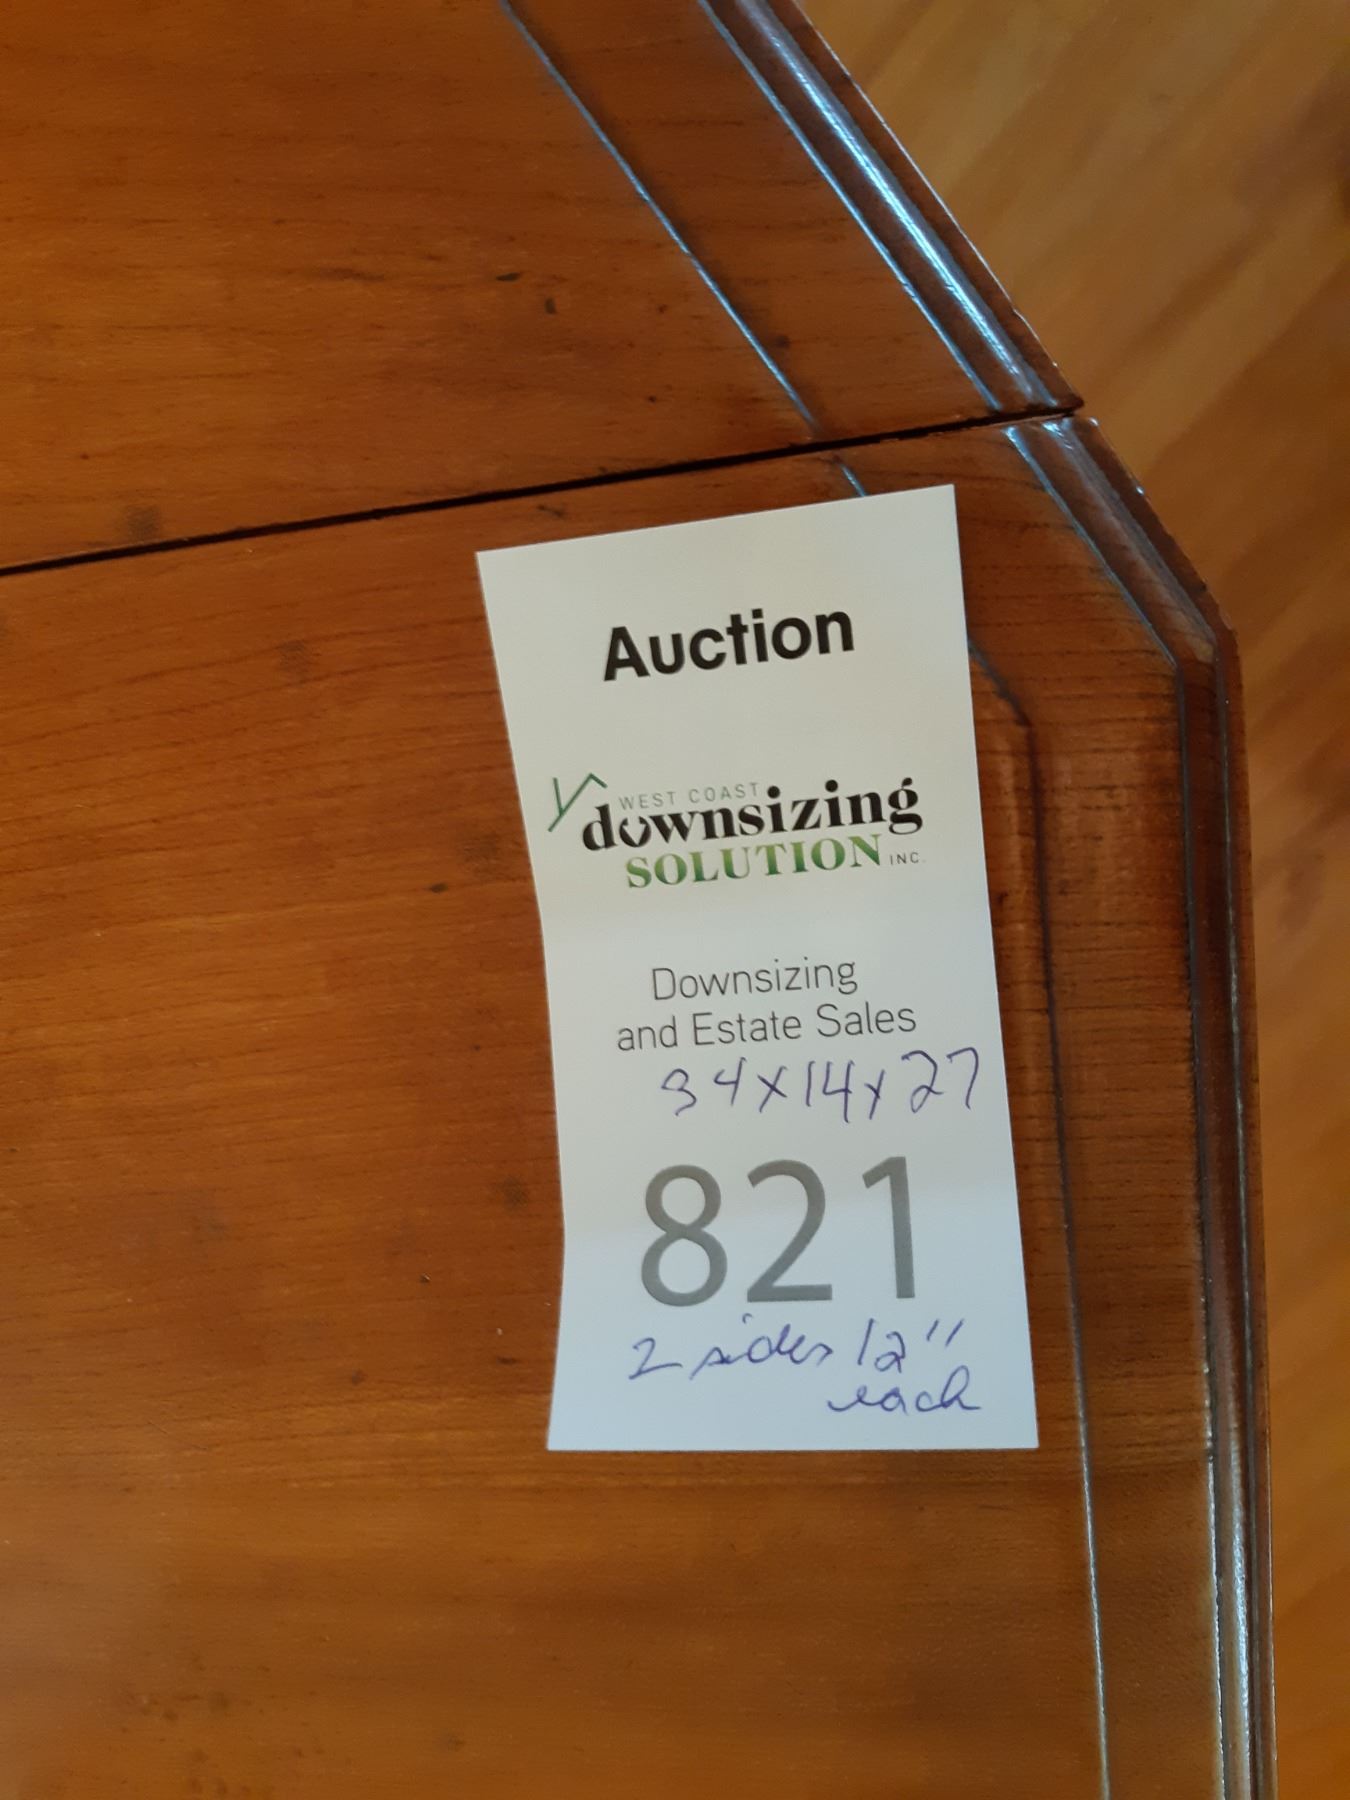 Auction
WEST COAST
downsizing
SOLUTION INC.
Downsizing
and Estate Sales
34x14x27
821
2 sides 12"
each